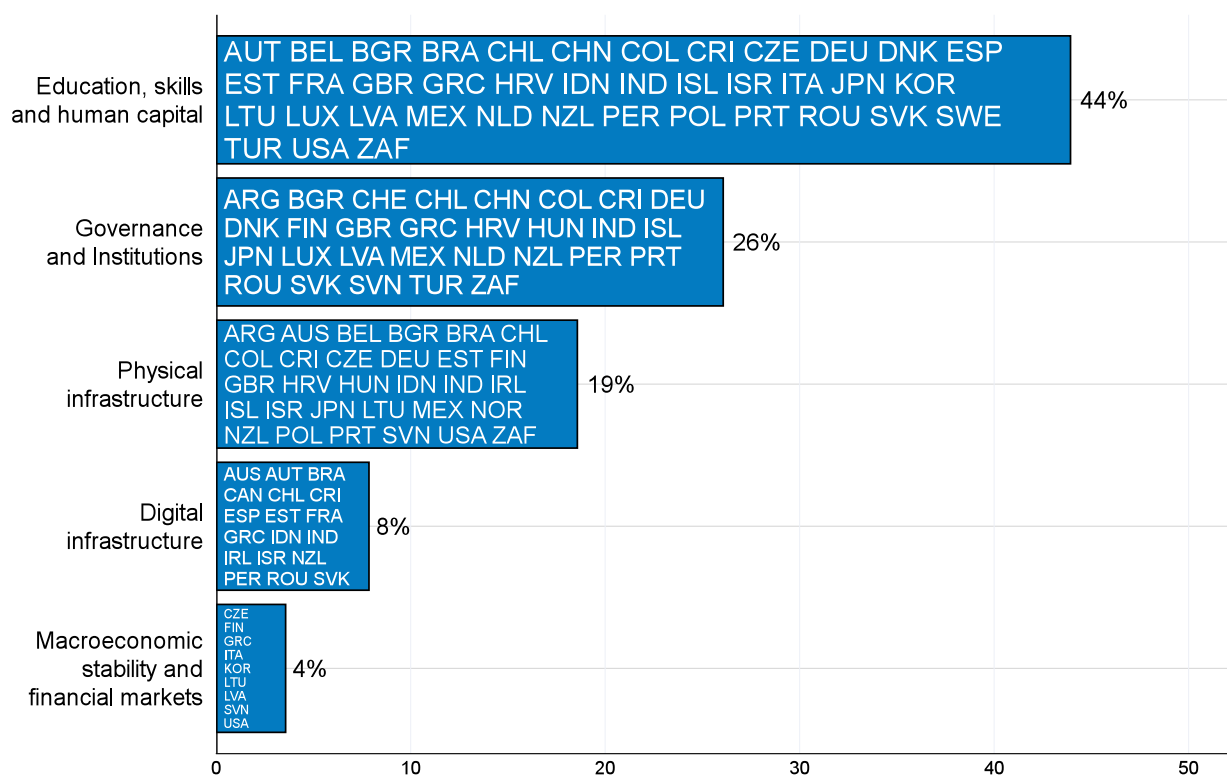 Education, skills
and human capital
AUT BEL BGR BRA CHL CHN COL CRI CZE DEU DNK ESP
EST FRA GBR GRC HRV IDN IND ISL ISR ITA JPN KOR
LTU LUX LVA MEX NLD NZL PER POL PRT ROU SVK SWE
TUR USA ZAF
44%
Governance
and Institutions
ARG BGR CHE CHL CHN COL CRI DEU
DNK FIN GBR GRC HRV HUN IND ISL
JPN LUX LVA MEX NLD NZL PER PRT
ROU SVK SVN TUR ZAF
26%
Physical
infrastructure
ARG AUS BEL BGR BRA CHL
COL CRI CZE DEU EST FIN
GBR HRV HUN IDN IND IRL
ISL ISR JPN LTU MEX NOR
NZL POL PRT SVN USA ZAF
19%
Digital
infrastructure
AUS AUT BRA
CAN CHL CRI
ESP EST FRA
GRC IDN IND
IRL ISR NZL
PER ROU SVK
8%
Macroeconomic
stability and
financial markets
CZE
FIN
GRC
ITA
KOR
LTU
LVA
SVN
USA
4%
0 10 20 30 40 50